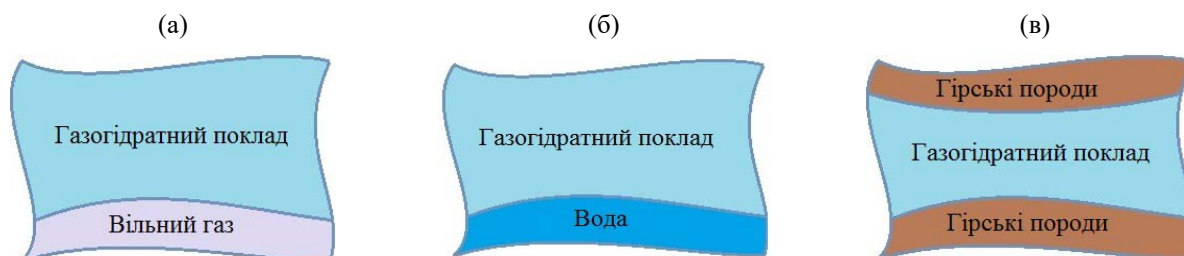 (а)
(б)
(в)
Газогідратний поклад
Вільний газ
Газогідратний поклад
Вода
Гірські породи
Газогідратний поклад
Гірські породи